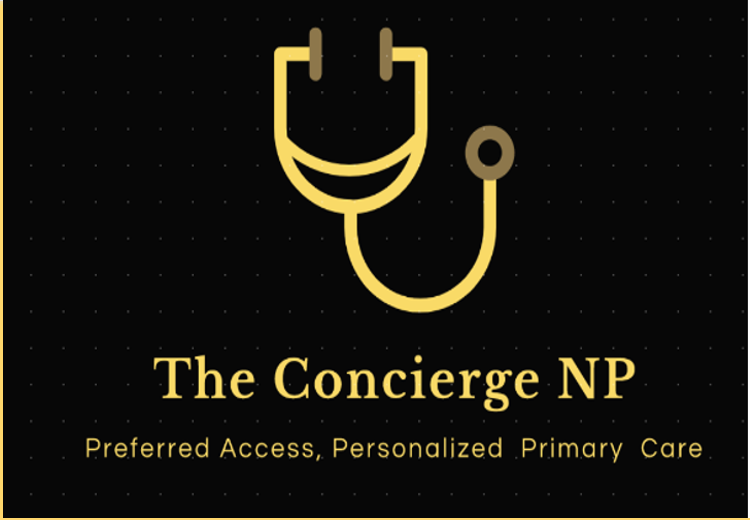 The Concierge NP
Preferred Access, Personalized Primary Care